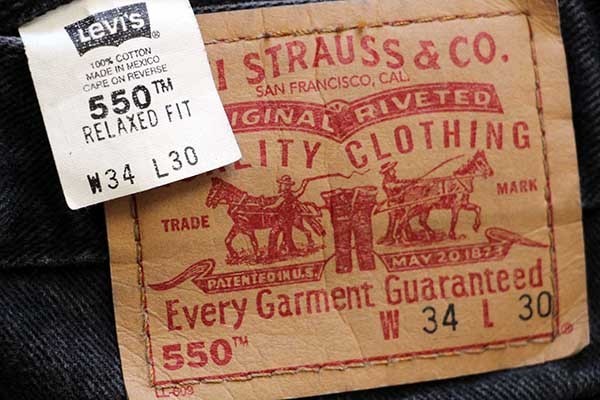 Levi's®
100% COTTON
MADE IN MEXICO
CARE ON REVERSE
550™
RELAXED FIT
W34 L30
I STRAUSS & CO.
SAN FRANCISCO, CAL.
IGINAL RIVETED
LITY CLOTHING
TRADE MARK
PATENTED IN U.S. MAY 20 1873
Every Garment Guaranteed
W 34 L 30
550™